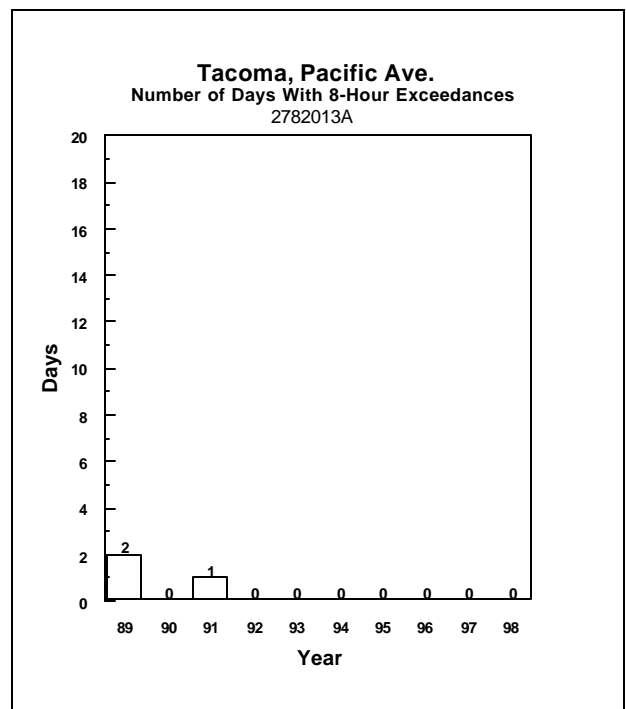 Tacoma, Pacific Ave.
Number of Days With 8-Hour Exceedances
2782013A
20
18
16
14
12
10
8
6
4
2
0
Days
2 0 1 0 0 0 0 0 0 0
89 90 91 92 93 94 95 96 97 98
Year